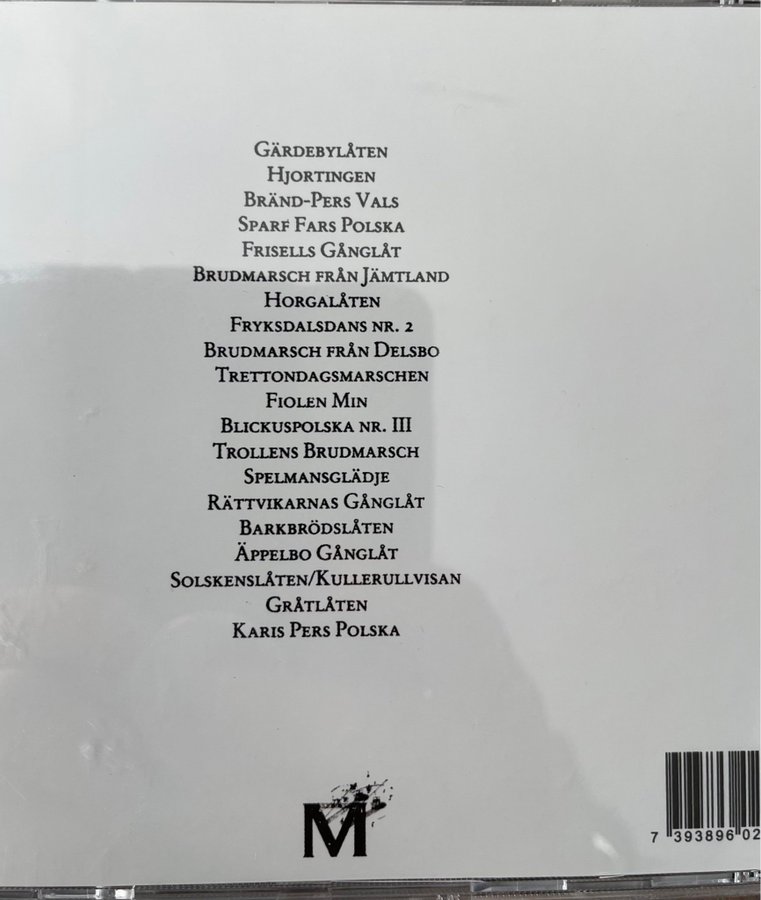 Gärdebylåten
Hjortingen
Bränd-Pers Vals
Sparf Fars Polska
Frisells Gånglåt
Brudmarsch från Jämtland
Horgalåten
Fryksdalsdans nr. 2
Brudmarsch från Delsbo
Trettondagsmarschen
Fiolen Min
Blickuspolska nr. III
Trollens Brudmarsch
Spelmansglädje
Rättvikarnas Gånglåt
Barkbrödslåten
Äppelbo Gånglåt
Solskenslåten/Kullerullvisan
Gråtlåten
Karis Pers Polska
M
7 393896 02